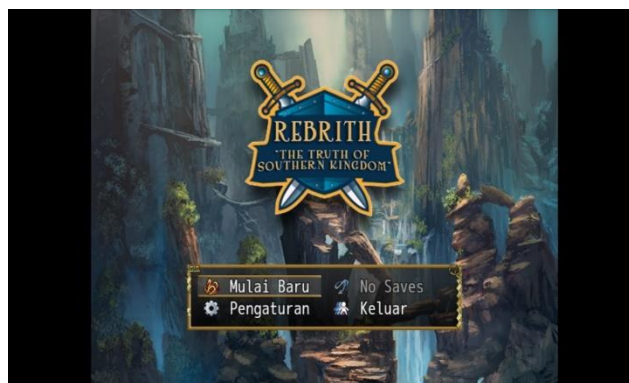 REBRITH
"THE TRUTH OF
SOUTHERN KINGDOM"
Mulai Baru No Saves
Pengaturan Keluar